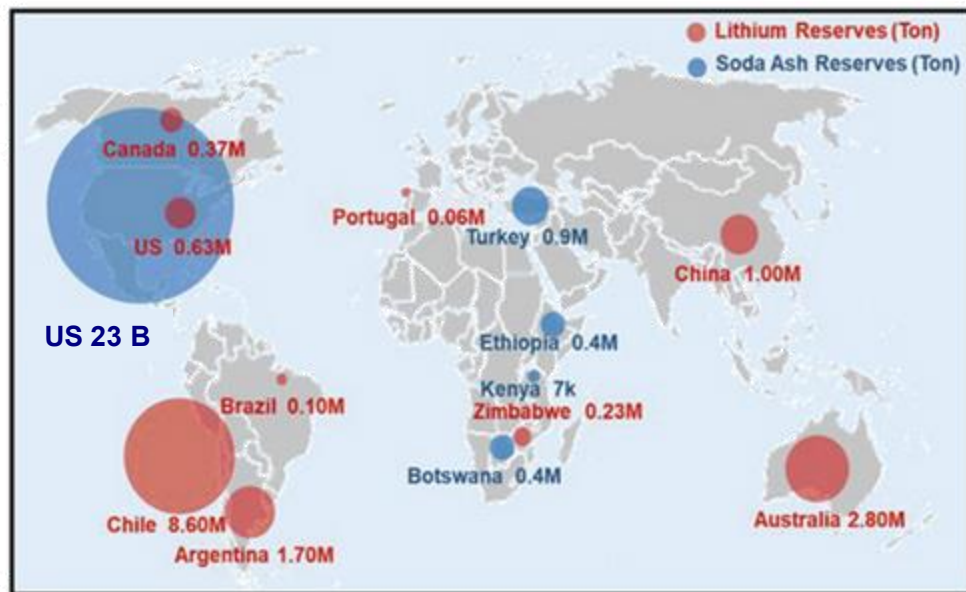 Lithium Reserves (Ton)
Soda Ash Reserves (Ton)
Canada 0.37M
US 0.63M
US 23 B
Portugal 0.06M
Turkey 0.9M
China 1.00M
Ethiopia 0.4M
Kenya 7k
Zimbabwe 0.23M
Brazil 0.10M
Botswana 0.4M
Chile 8.60M
Argentina 1.70M
Australia 2.80M